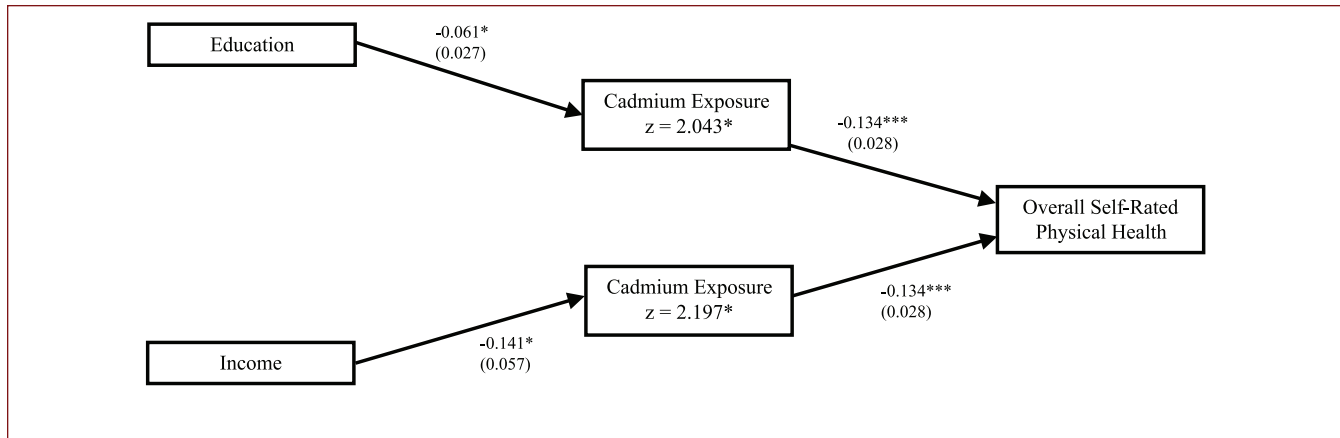 Education
-0.061*
(0.027)
Cadmium Exposure
z = 2.043*
-0.134***
(0.028)
Overall Self-Rated
Physical Health
Cadmium Exposure
z = 2.197*
-0.134***
(0.028)
Income
-0.141*
(0.057)